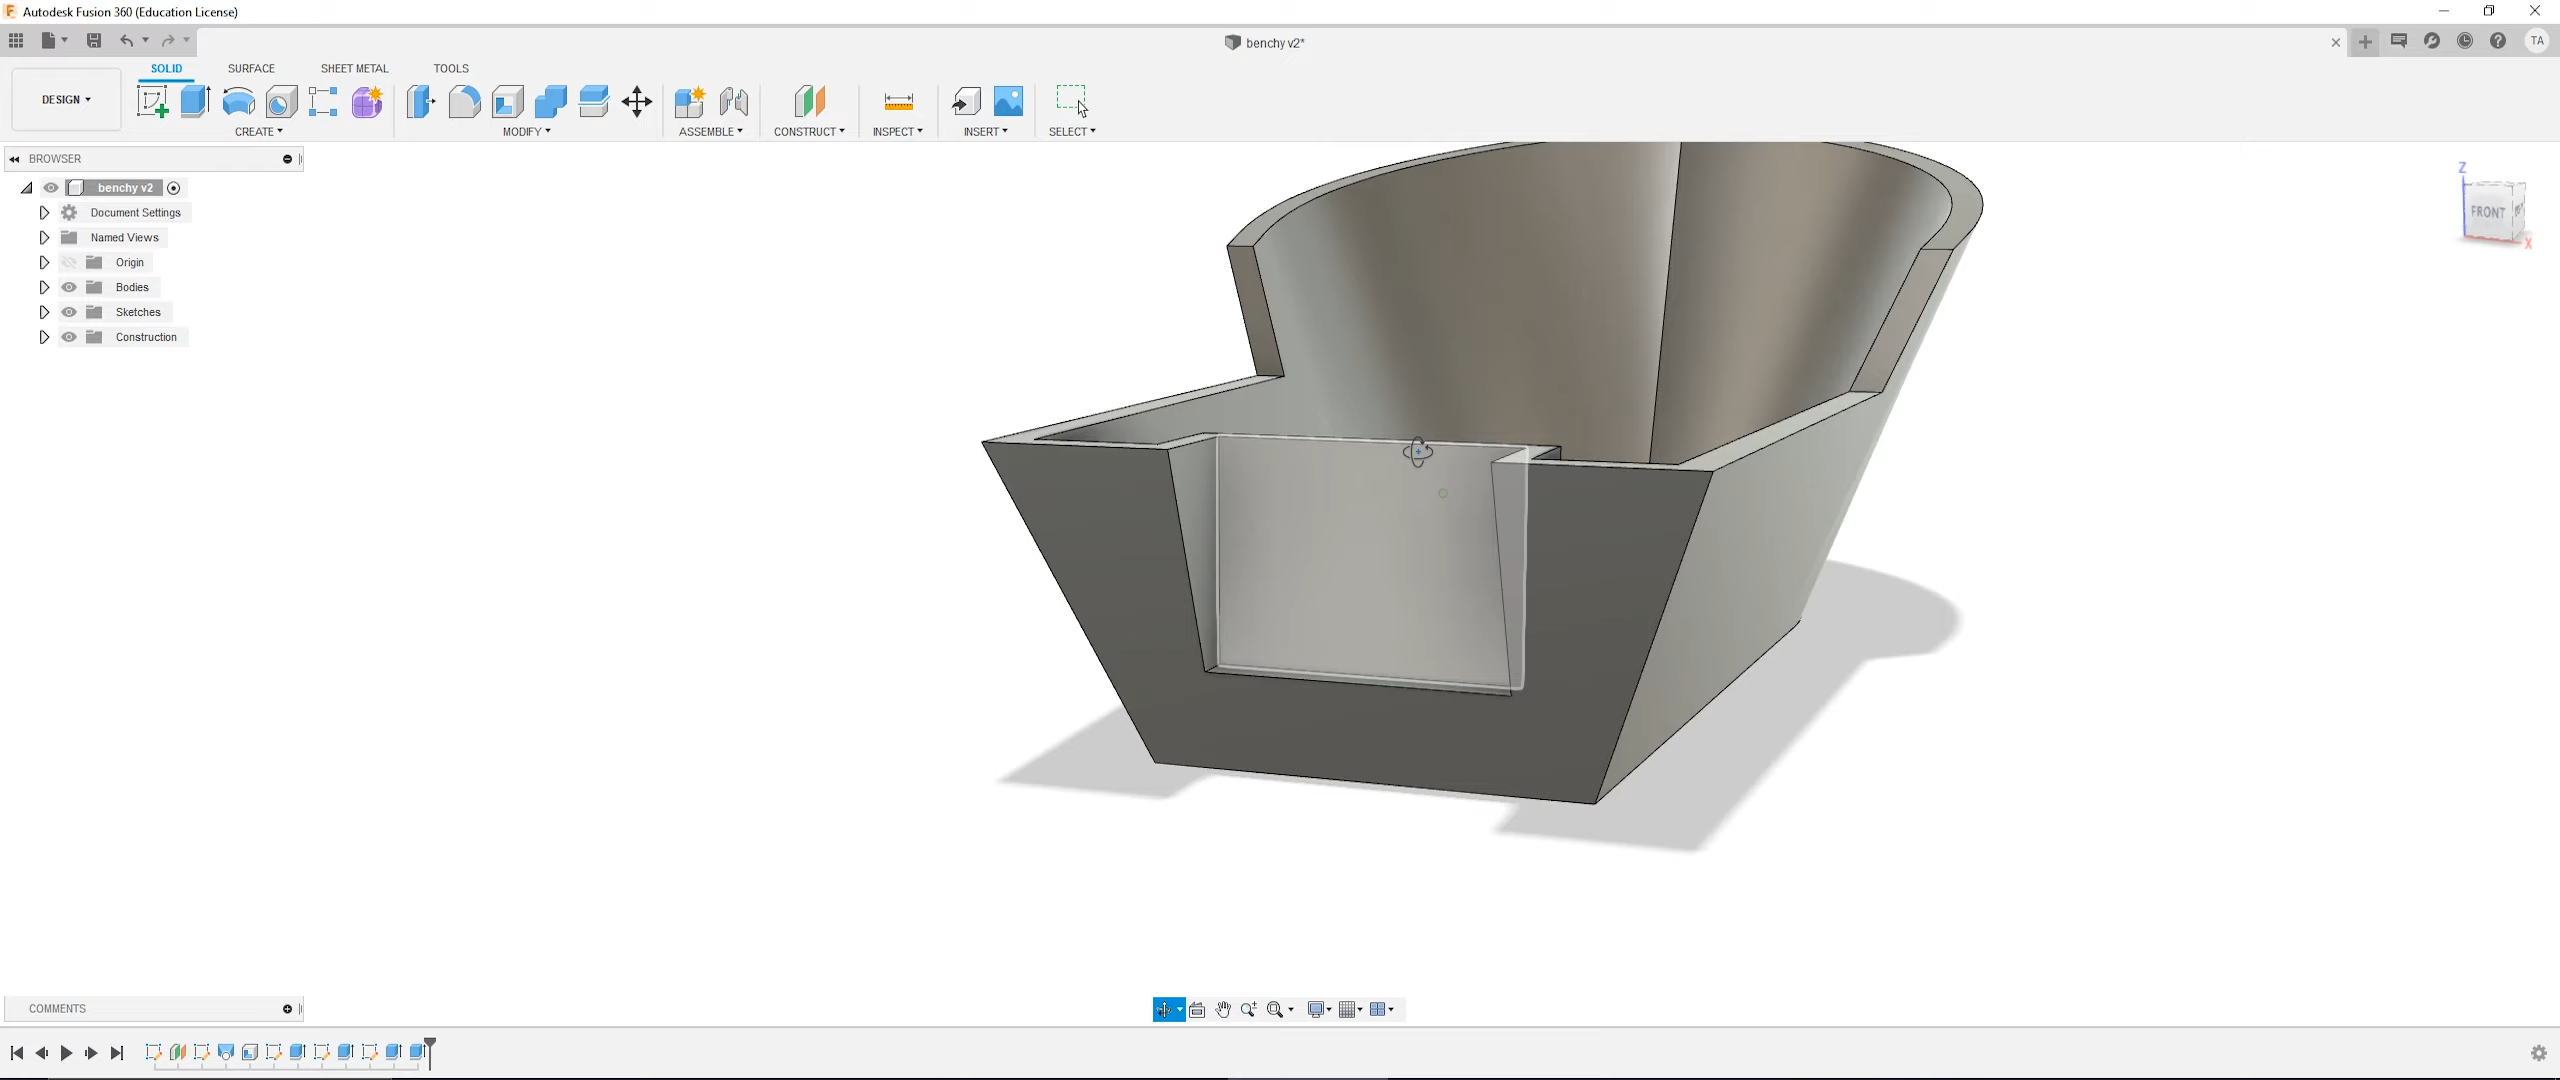 Autodesk Fusion 360 (Education License)
benchy v2*
TA
SOLID SURFACE SHEET METAL TOOLS
DESIGN
CREATE MODIFY ASSEMBLE CONSTRUCT INSPECT INSERT SELECT
BROWSER
benchy v2
Document Settings
Named Views
Origin
Bodies
Sketches
Construction
Z
FRONT
X
COMMENTS